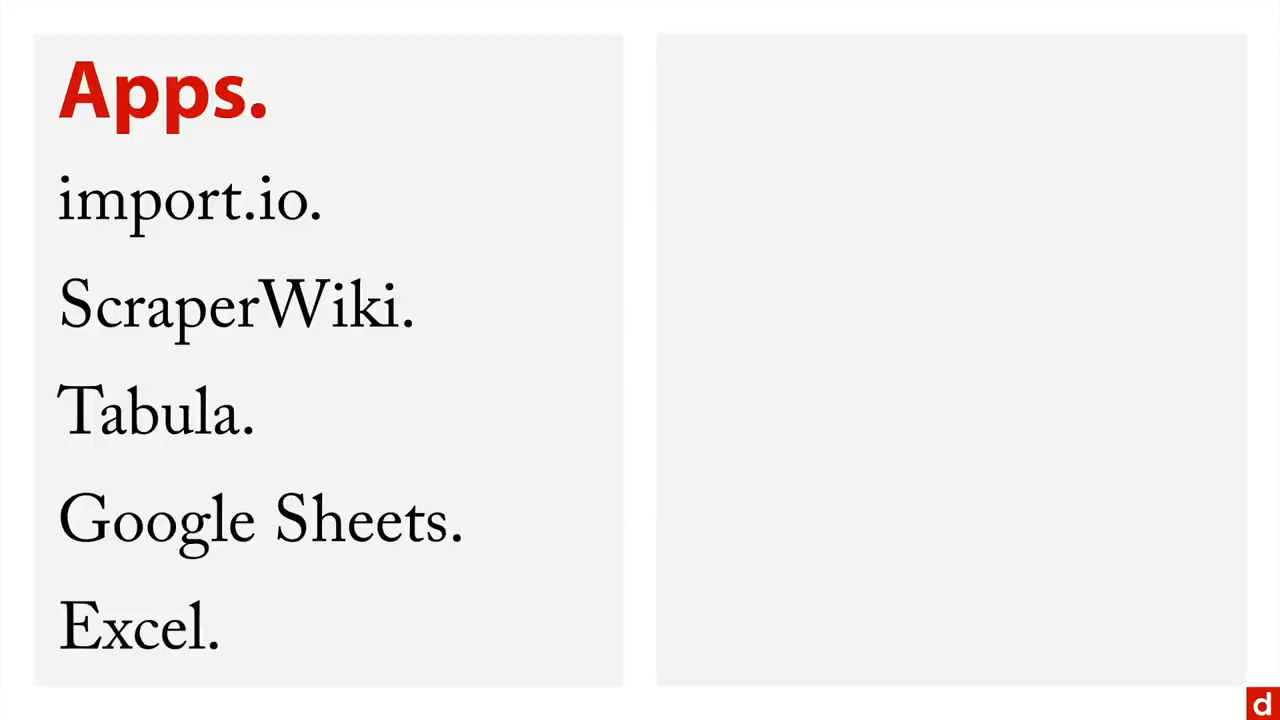 Apps.
import.io.
ScraperWiki.
Tabula.
Google Sheets.
Excel.
d